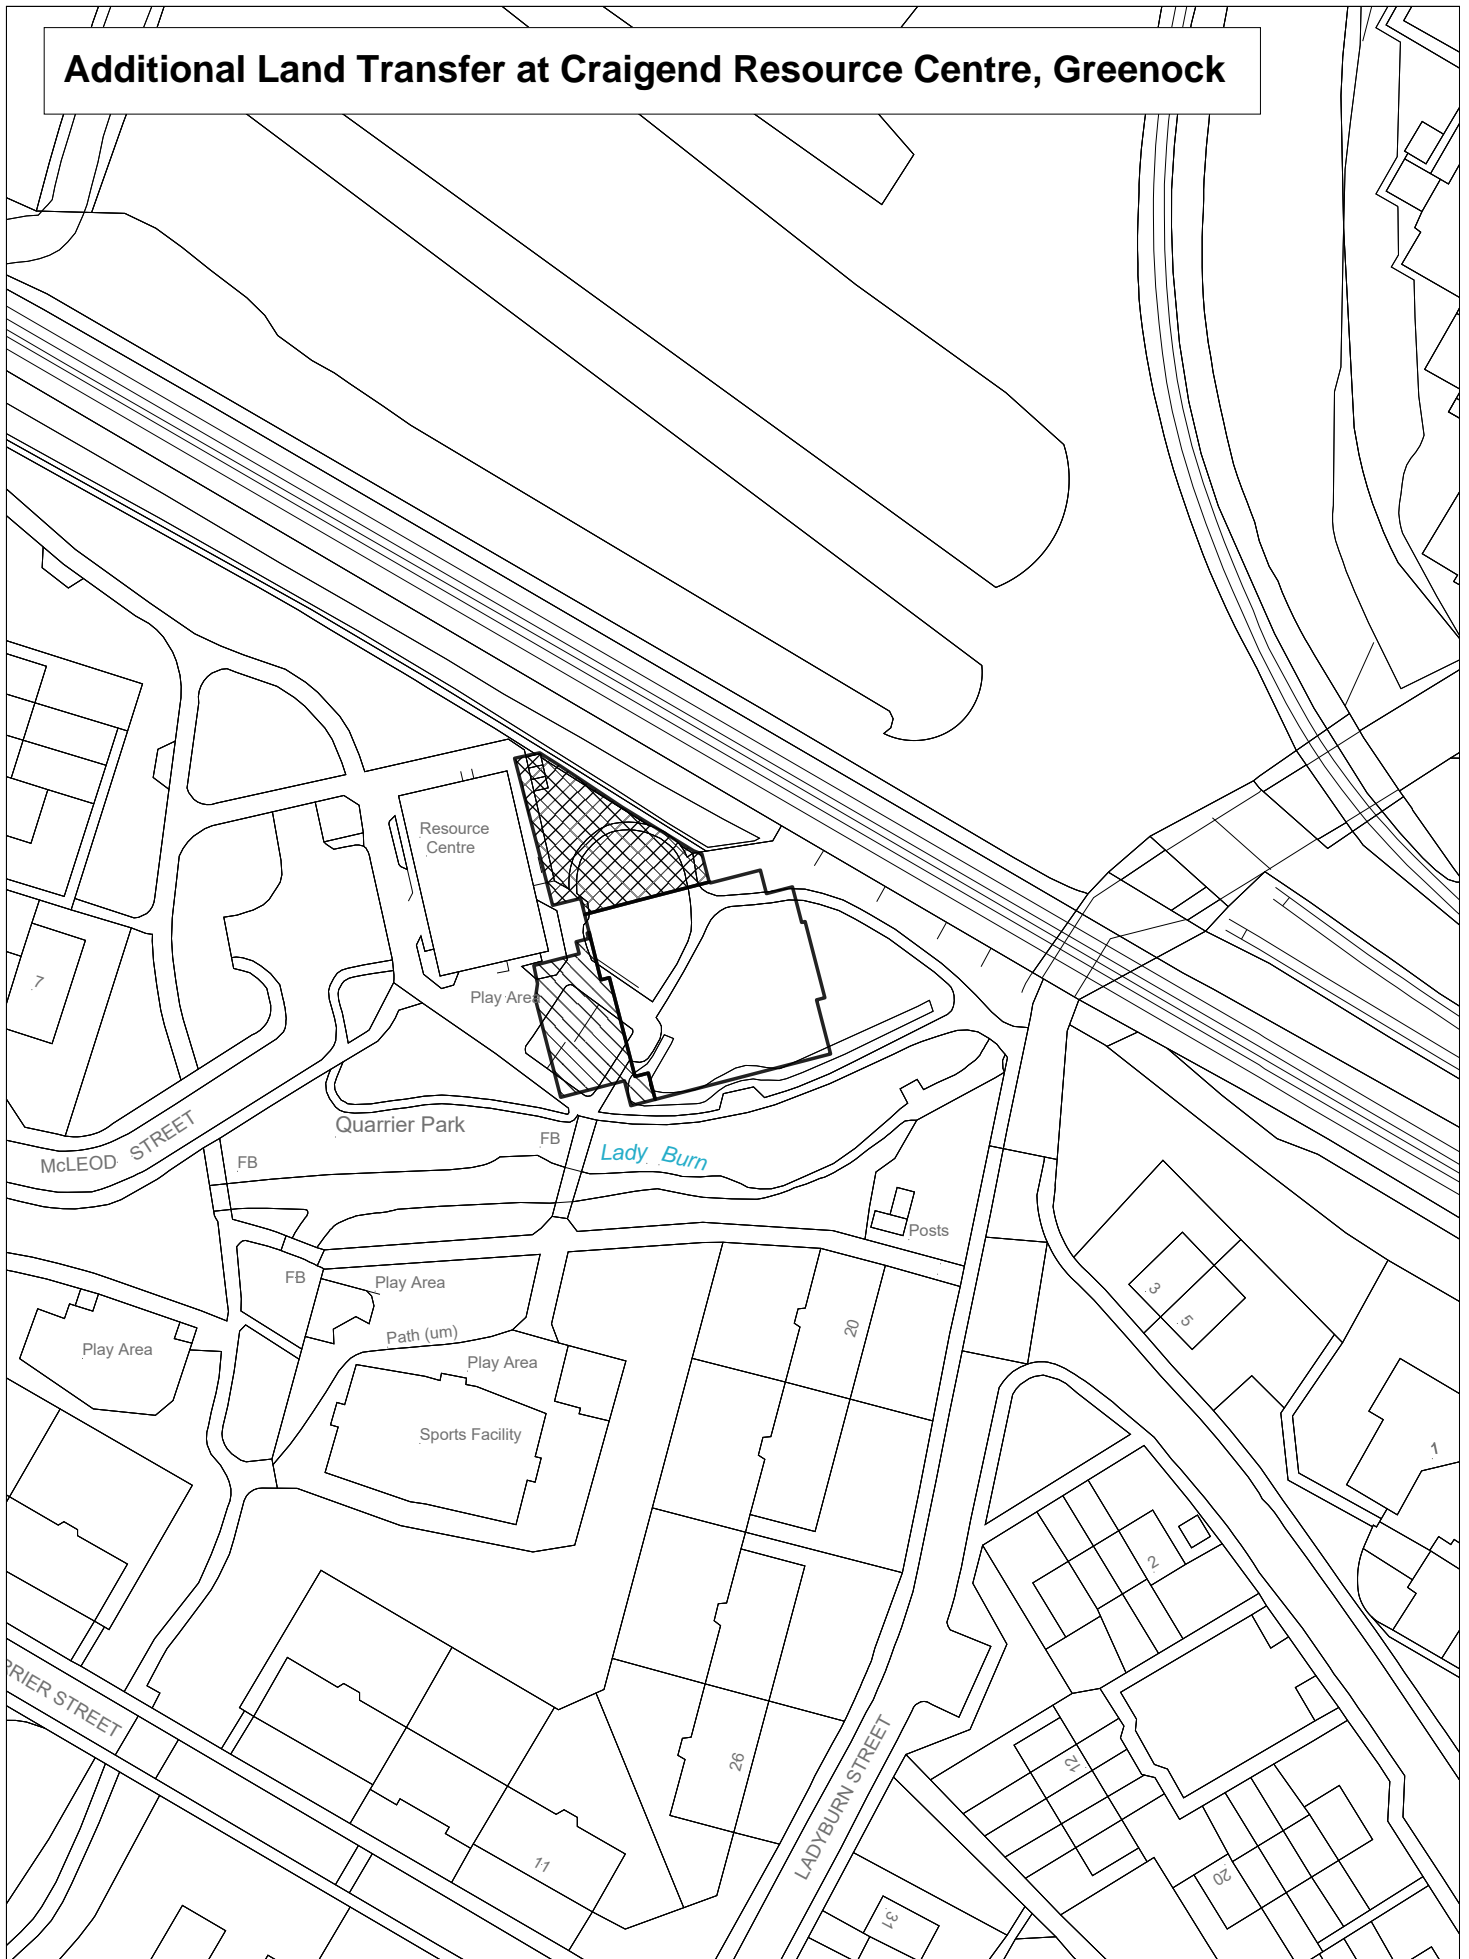 Additional Land Transfer at Craigend Resource Centre, Greenock
Resource
Centre
7
Play Area
Quarrier Park
McLEOD STREET
FB
FB
Lady Burn
Posts
FB
Play Area
3
5
20
Path (um)
Play Area
Play Area
Sports Facility
1
2
RRIER STREET
LADYBURN STREET
26
12
11
20
31